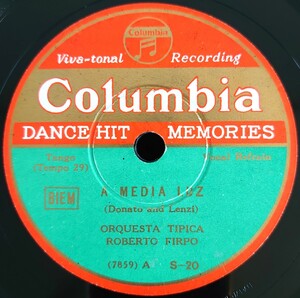 Columbia
Viva-tonal Recording
Columbia
DANCE HIT MEMORIES
Tango Vocal Refrain
(Tempo 29)
A MEDIA LUZ
BIEM (Donato and Lenzi)
ORQUESTA TIPICA
ROBERTO FIRPO
(7859) A S-20